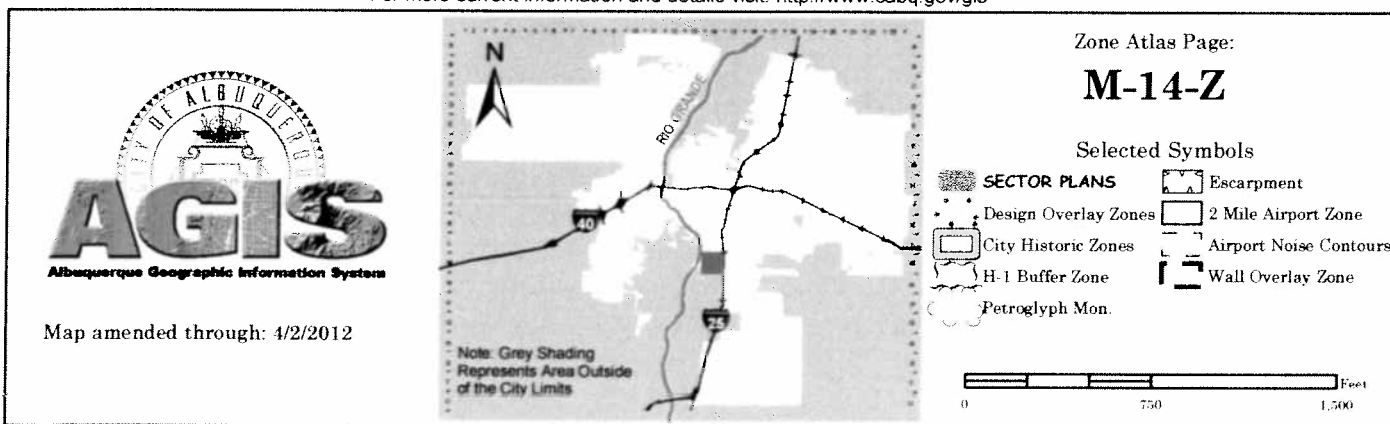 For more current information and details visit: http://www.cabq.gov/gis
CITY OF ALBUQUERQUE
AGIS
Albuquerque Geographic Information System
Map amended through: 4/2/2012
N
RIO GRANDE
40
25
Note: Grey Shading
Represents Area Outside
of the City Limits
Zone Atlas Page:
M-14-Z
Selected Symbols
SECTOR PLANS
Escarpment
Design Overlay Zones
2 Mile Airport Zone
City Historic Zones
Airport Noise Contours
H-1 Buffer Zone
Wall Overlay Zone
Petroglyph Mon.
Feet
0
750
1,500